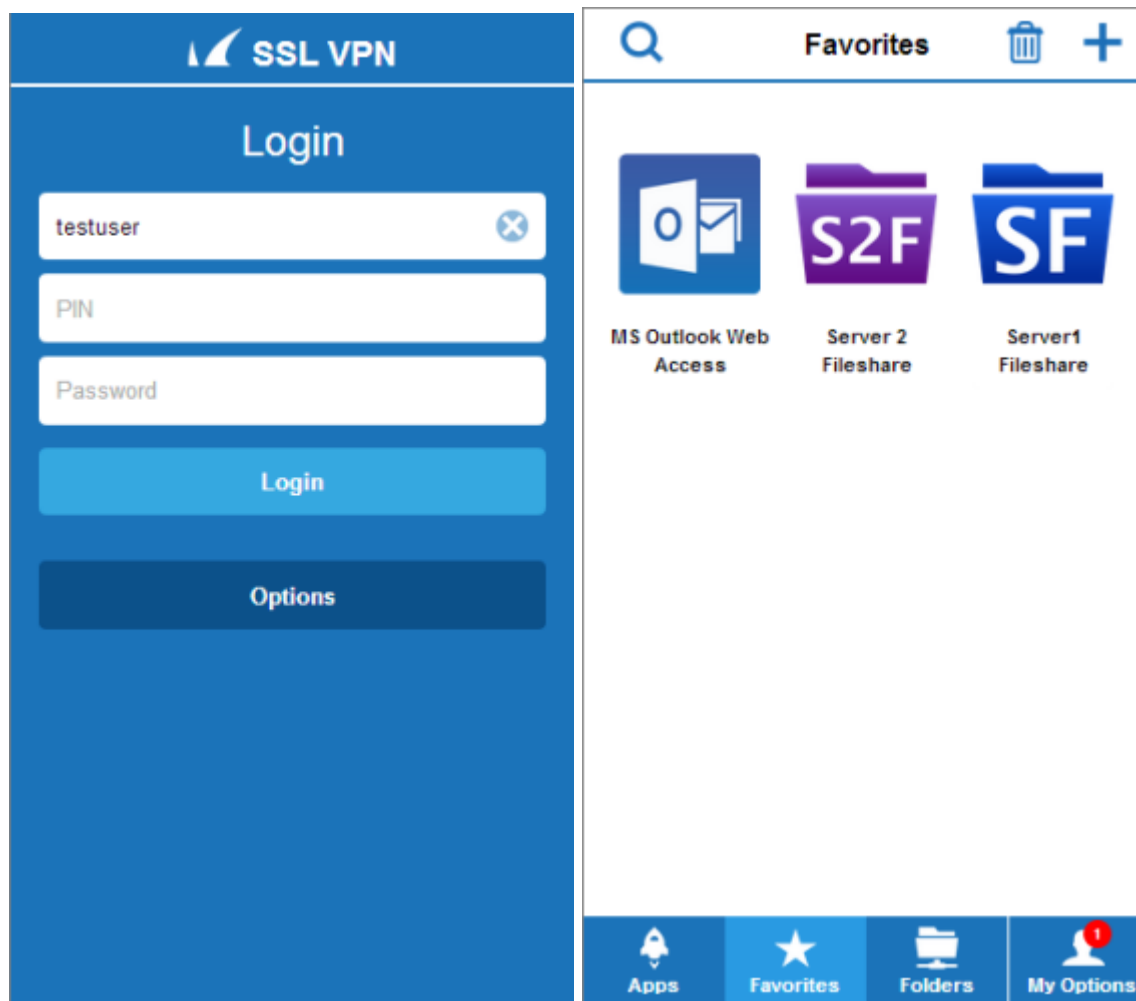 SSL VPN
Login
testuser
PIN
Password
Login
Options
Favorites
O
S2F
SF
MS Outlook Web
Access
Server 2
Fileshare
Server1
Fileshare
1
Apps
Favorites
Folders
My Options